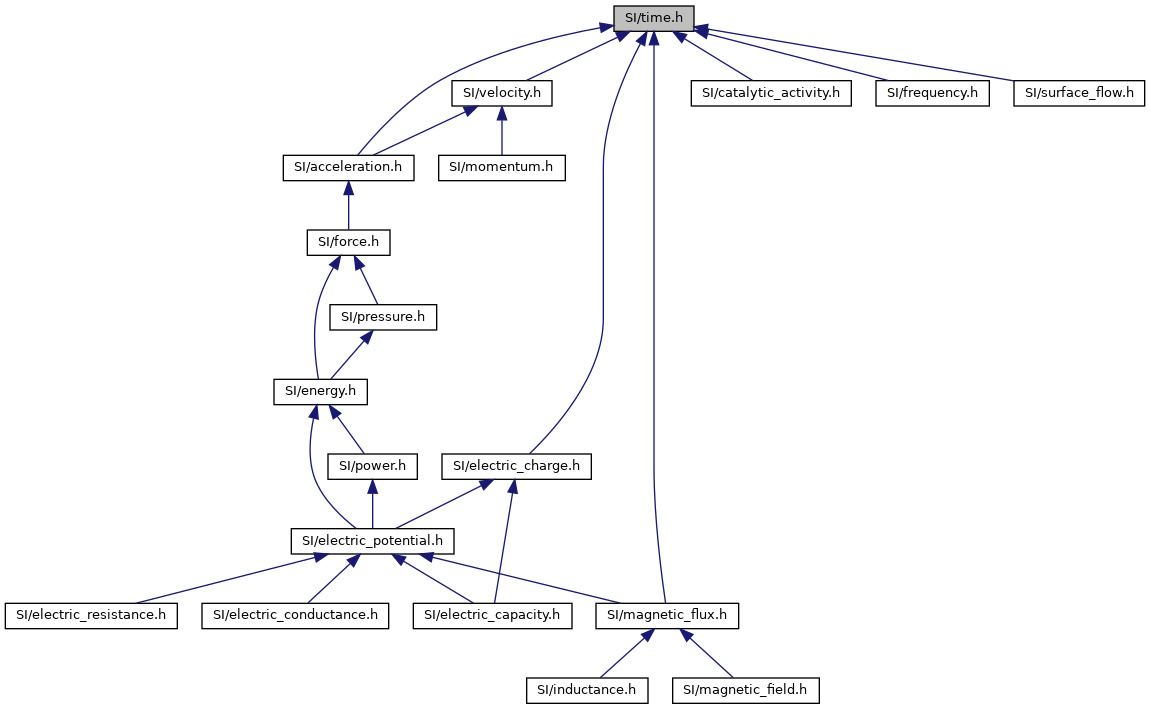 SI/time.h
SI/velocity.h
SI/catalytic_activity.h
SI/frequency.h
SI/surface_flow.h
SI/acceleration.h
SI/momentum.h
SI/force.h
SI/pressure.h
SI/energy.h
SI/power.h
SI/electric_charge.h
SI/electric_potential.h
SI/electric_resistance.h
SI/electric_conductance.h
SI/electric_capacity.h
SI/magnetic_flux.h
SI/inductance.h
SI/magnetic_field.h